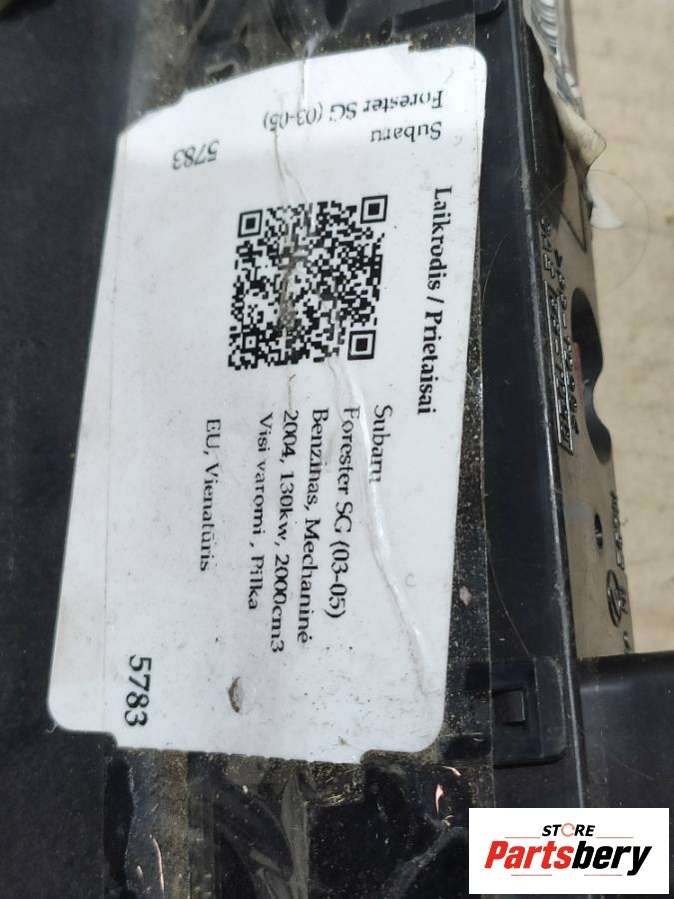 Subaru
Forester SG (03-05)
5783
Laikrodis / Prietaisai
Subaru
Forester SG (03-05)
Benzinas, Mechaninė
2004, 130kw, 2000cm3
Visi varomi , Pilka
EU, Vienatūris
5783
STORE
Partsbery